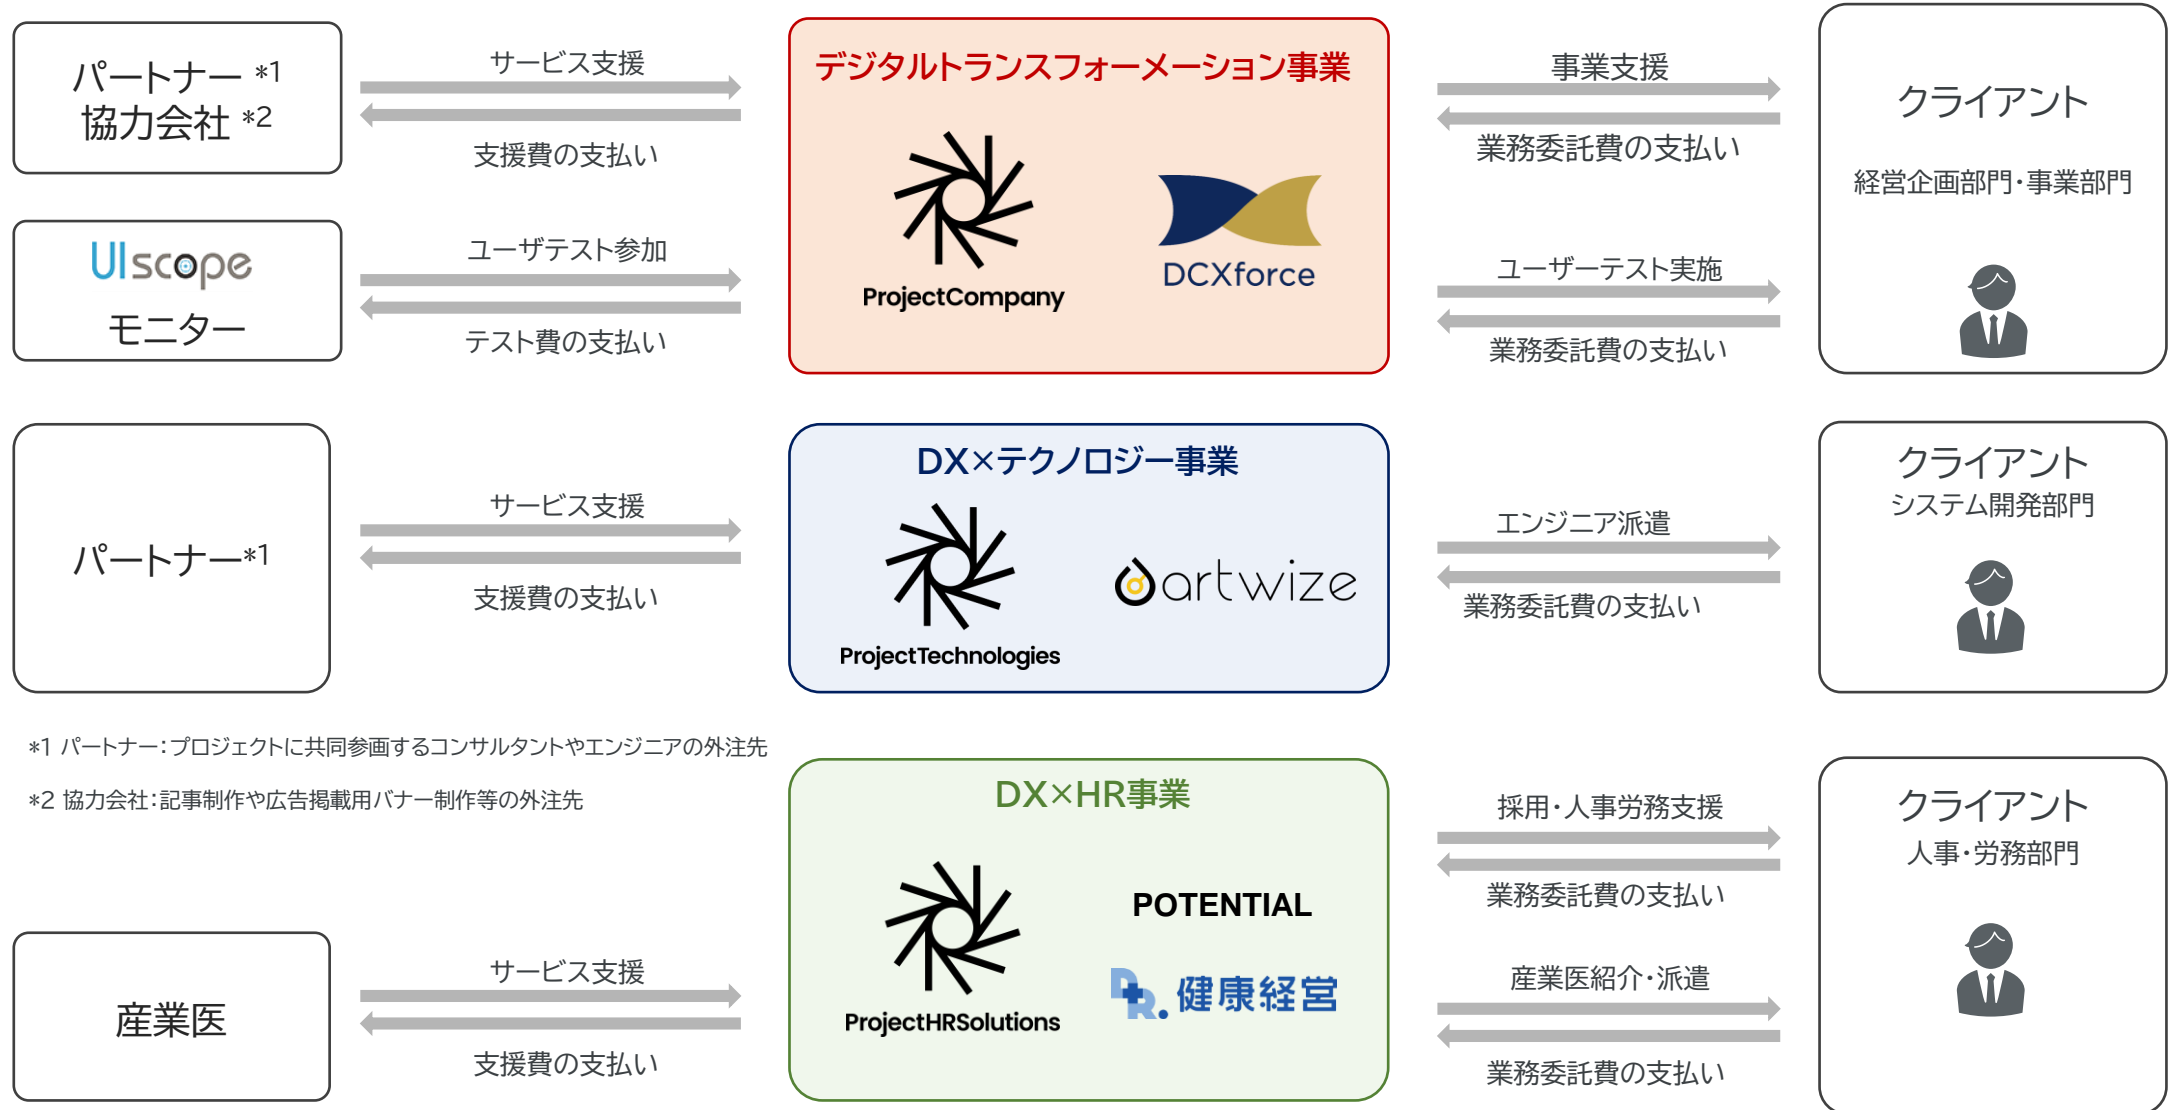 パートナー *1
協力会社 *2
サービス支援
支援費の支払い
UIscope
モニター
ユーザテスト参加
テスト費の支払い
デジタルトランスフォーメーション事業
ProjectCompany
DCXforce
事業支援
業務委託費の支払い
ユーザーテスト実施
業務委託費の支払い
クライアント
経営企画部門・事業部門
パートナー*1
サービス支援
支援費の支払い
DX×テクノロジー事業
ProjectTechnologies
artwize
エンジニア派遣
業務委託費の支払い
クライアント
システム開発部門
*1 パートナー：プロジェクトに共同参画するコンサルタントやエンジニアの外注先
*2 協力会社：記事制作や広告掲載用バナー制作等の外注先
産業医
サービス支援
支援費の支払い
DX×HR事業
ProjectHRSolutions
POTENTIAL
DR.健康経営
採用・人事労務支援
業務委託費の支払い
産業医紹介・派遣
業務委託費の支払い
クライアント
人事・労務部門